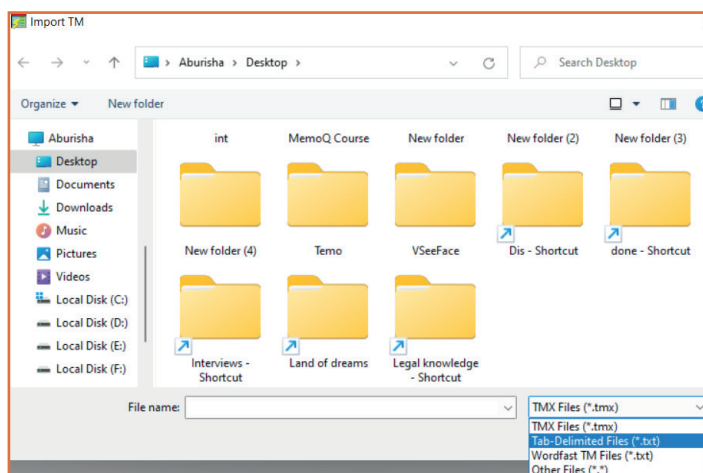 Import TM
Aburisha > Desktop >
Search Desktop
Organize
New folder
Aburisha
Desktop
Documents
Downloads
Music
Pictures
Videos
Local Disk (C:)
Local Disk (D:)
Local Disk (E:)
Local Disk (F:)
int
MemoQ Course
New folder
New folder (2)
New folder (3)
New folder (4)
Temo
VSeeFace
Dis - Shortcut
done - Shortcut
Interviews -
Shortcut
Land of dreams
Legal knowledge
- Shortcut
File name:
TMX Files (*.tmx)
TMX Files (*.tmx)
Tab-Delimited Files (*.txt)
Wordfast TM Files (*.txt)
Other Files (*.*)